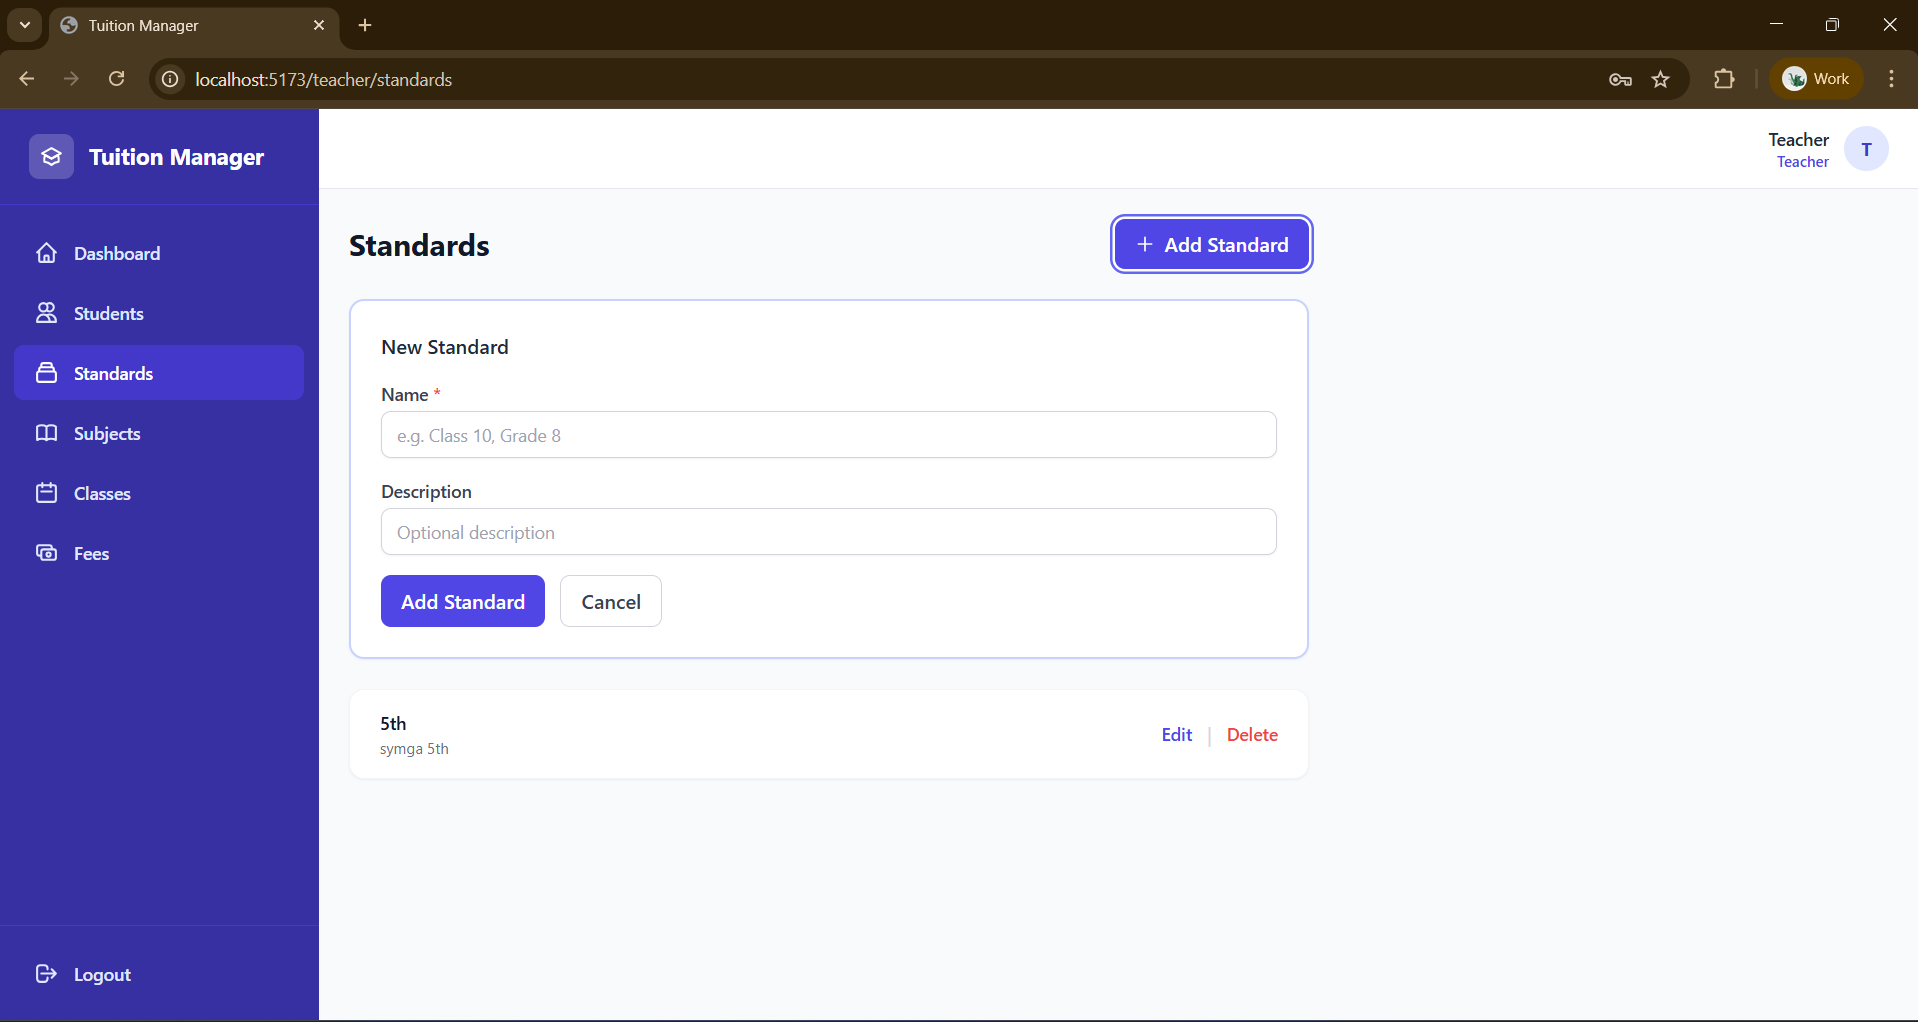 Tuition Manager
localhost:5173/teacher/standards
Work
Tuition Manager
Teacher
Teacher
T
Dashboard
Students
Standards
Subjects
Classes
Fees
Logout
Standards
+ Add Standard
New Standard
Name *
e.g. Class 10, Grade 8
Description
Optional description
Add Standard Cancel
5th
symga 5th
Edit | Delete